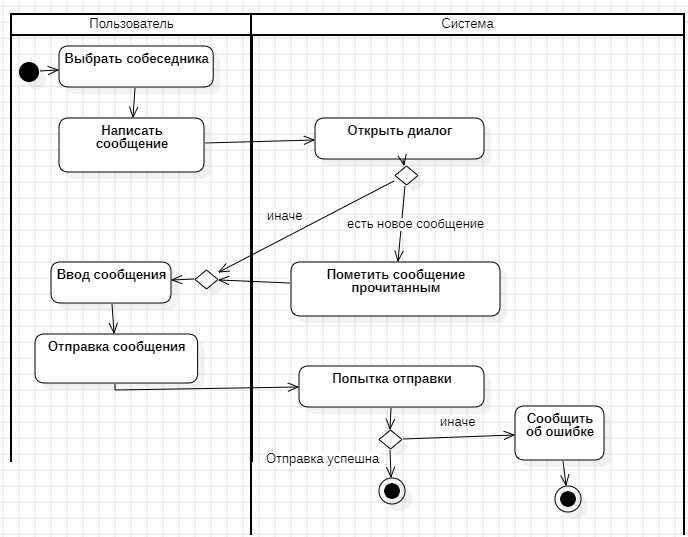 Пользователь
Система
Выбрать собеседника
Написать
сообщение
Открыть диалог
иначе
есть новое сообщение
Ввод сообщения
Пометить сообщение
прочитанным
Отправка сообщения
Попытка отправки
иначе
Сообщить
об ошибке
Отправка успешна